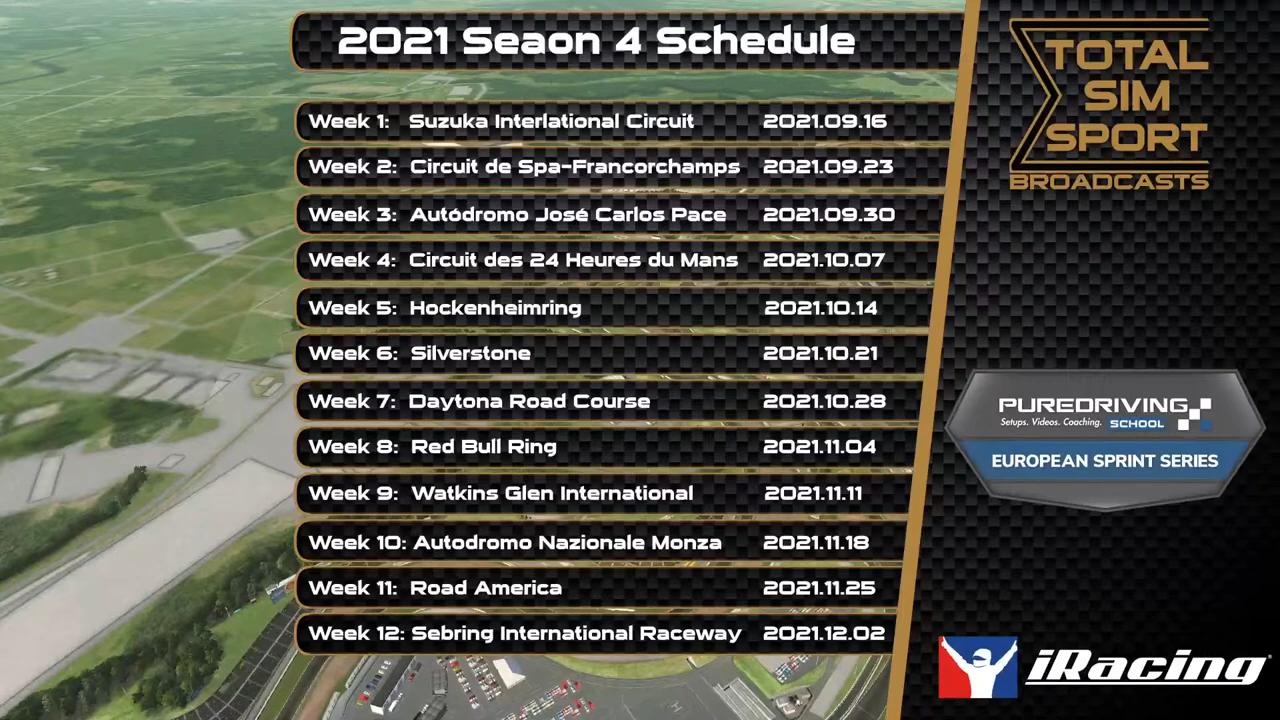 2021 Seaon 4 Schedule
Week 1: Suzuka Interlational Circuit 2021.09.16
Week 2: Circuit de Spa-Francorchamps 2021.09.23
Week 3: Autódromo José Carlos Pace 2021.09.30
Week 4: Circuit des 24 Heures du Mans 2021.10.07
Week 5: Hockenheimring 2021.10.14
Week 6: Silverstone 2021.10.21
Week 7: Daytona Road Course 2021.10.28
Week 8: Red Bull Ring 2021.11.04
Week 9: Watkins Glen International 2021.11.11
Week 10: Autodromo Nazionale Monza 2021.11.18
Week 11: Road America 2021.11.25
Week 12: Sebring International Raceway 2021.12.02
TOTAL
SIM
SPORT
BROADCASTS
PUREDRIVING
Setups. Videos. Coaching. SCHOOL
EUROPEAN SPRINT SERIES
iRacing